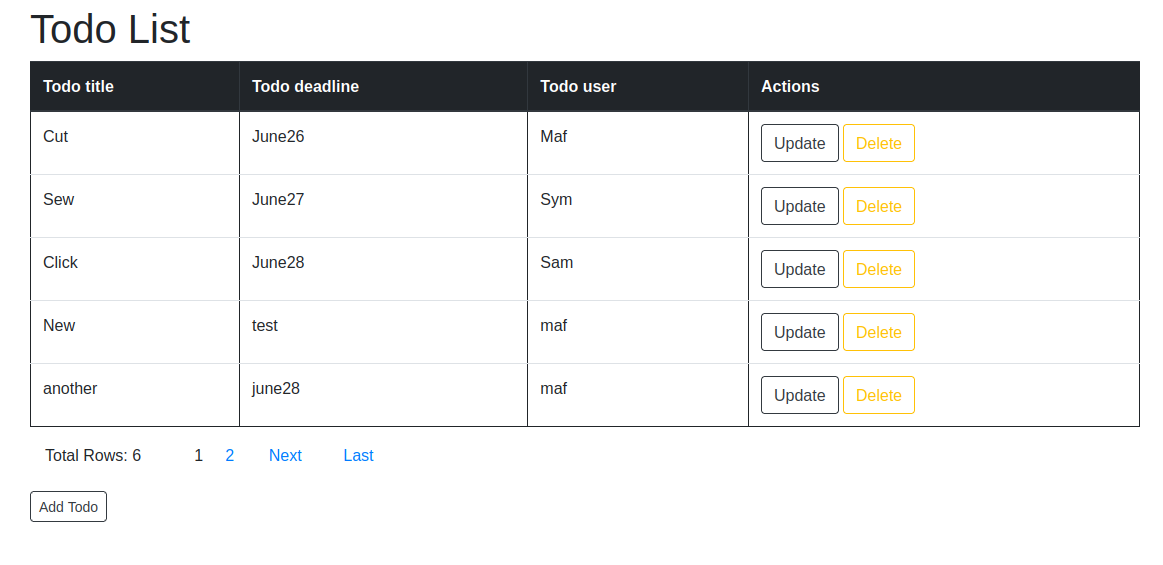 Todo List
Todo title Todo deadline Todo user Actions
Cut June26 Maf Update Delete
Sew June27 Sym Update Delete
Click June28 Sam Update Delete
New test maf Update Delete
another june28 maf Update Delete
Total Rows: 6 1 2 Next Last
Add Todo